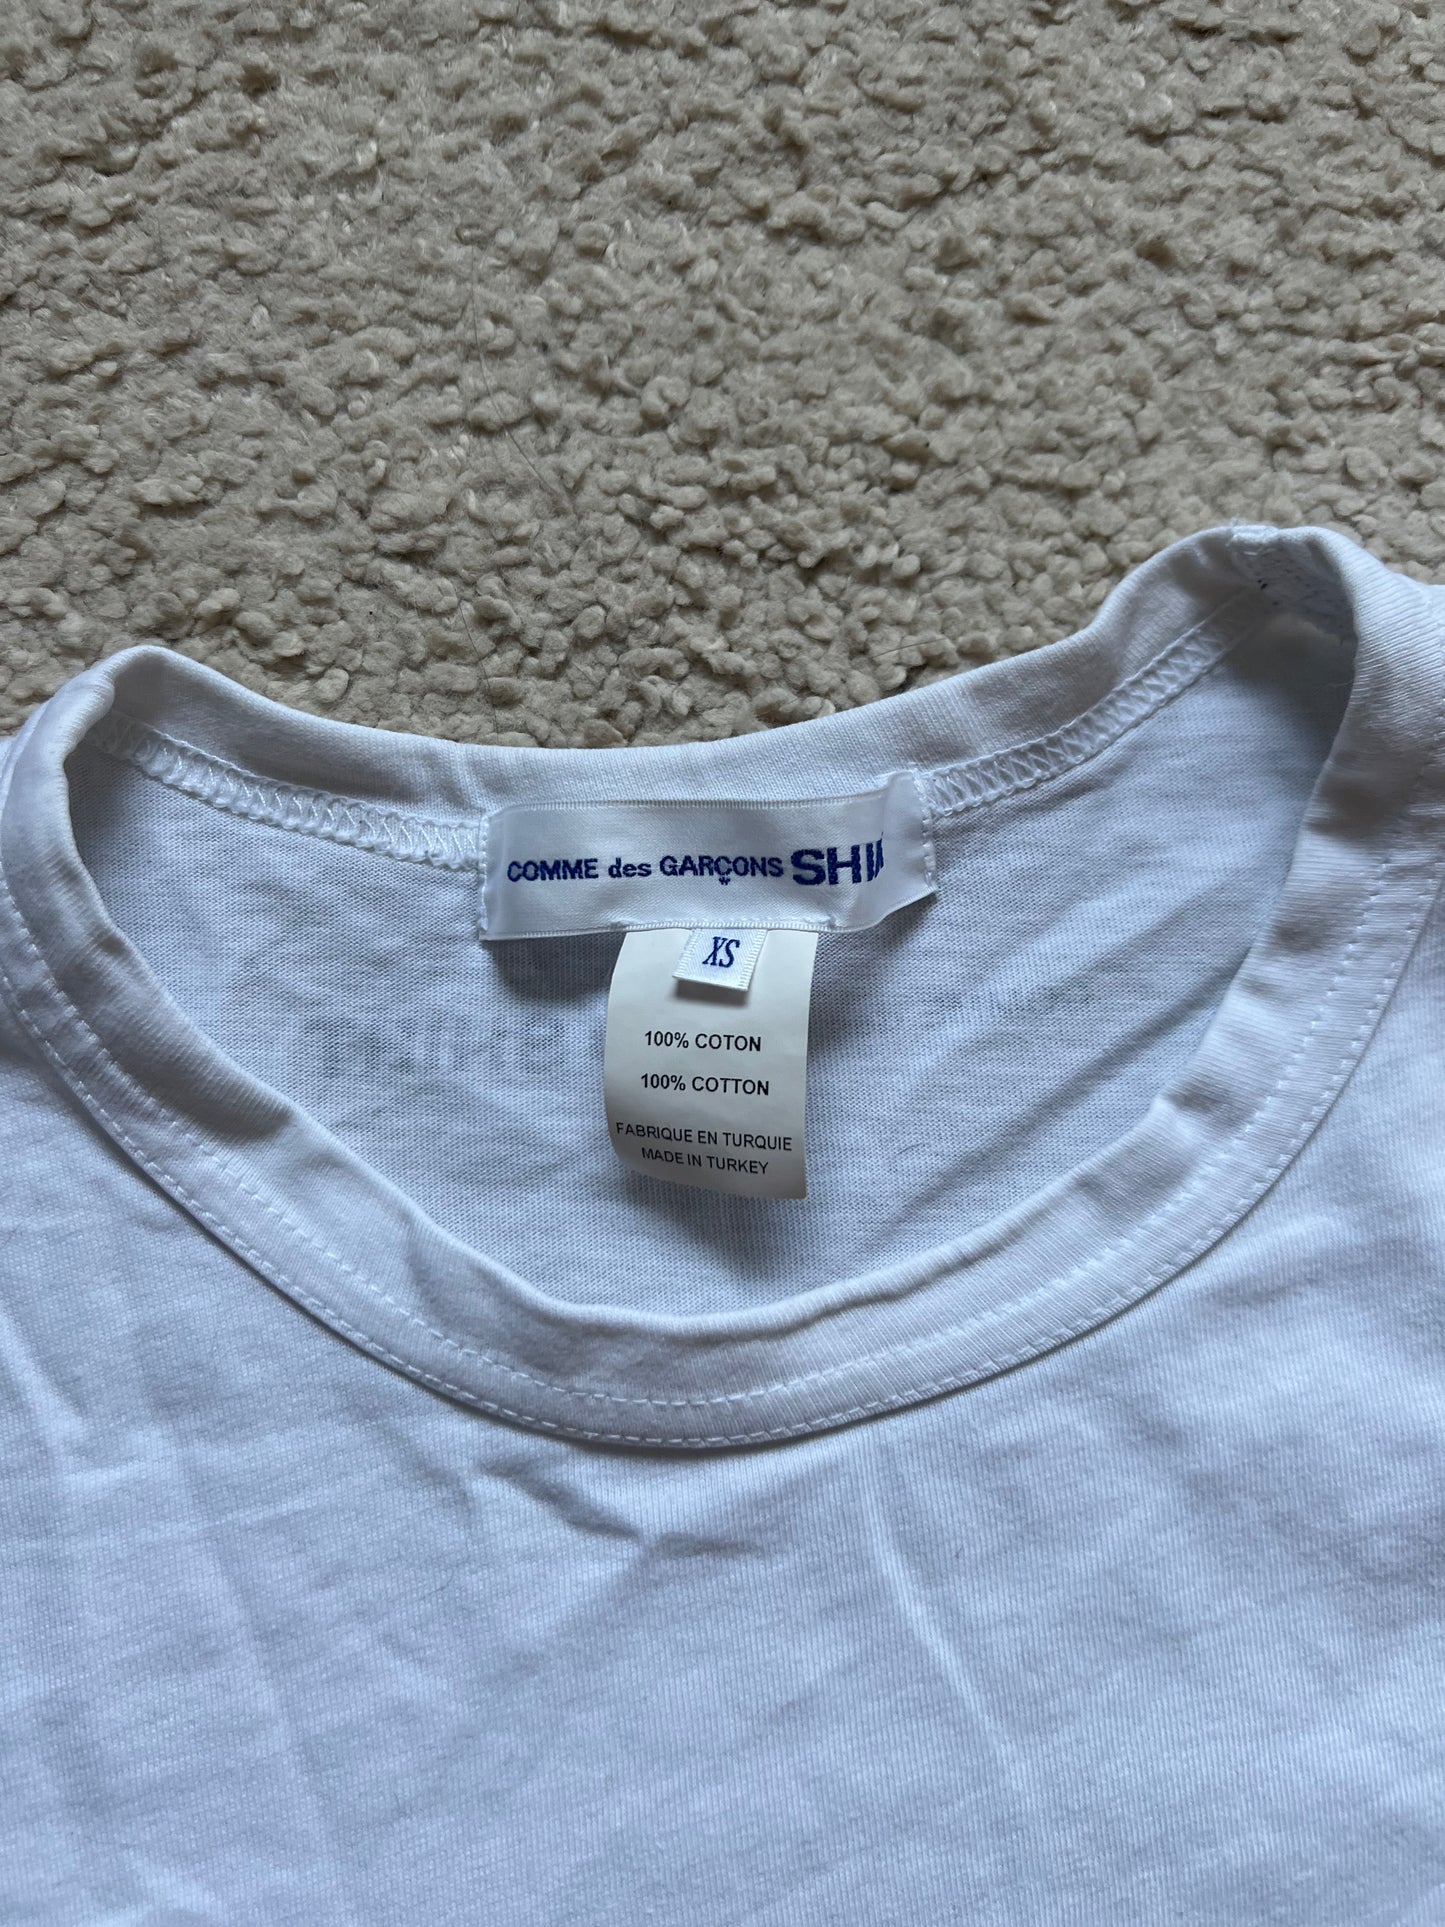 COMME des GARÇONS SHI
XS
100% COTON
100% COTTON
FABRIQUE EN TURQUIE
MADE IN TURKEY